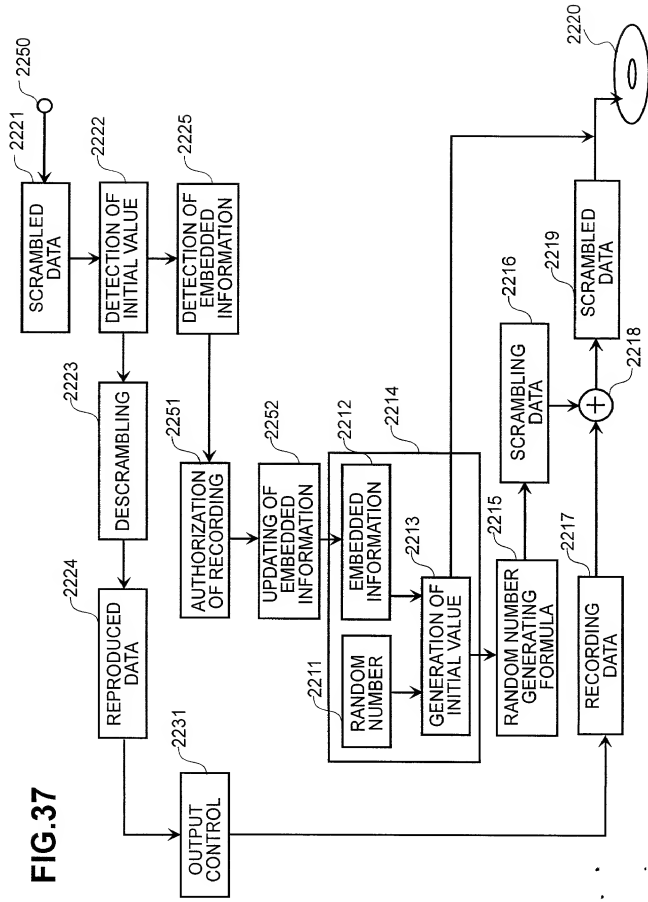 FIG.37
2250
2221
SCRAMBLED
DATA
2222
DETECTION OF
INITIAL VALUE
2225
DETECTION OF
EMBEDDED
INFORMATION
2223
DESCRAMBLING
2224
REPRODUCED
DATA
2231
OUTPUT
CONTROL
2251
AUTHORIZATION
OF RECORDING
2252
UPDATING OF
EMBEDDED
INFORMATION
2212
EMBEDDED
INFORMATION
2214
2211
RANDOM
NUMBER
2213
GENERATION OF
INITIAL VALUE
2215
RANDOM NUMBER
GENERATING
FORMULA
2216
SCRAMBLING
DATA
2217
RECORDING
DATA
+
2218
2219
SCRAMBLED
DATA
2220